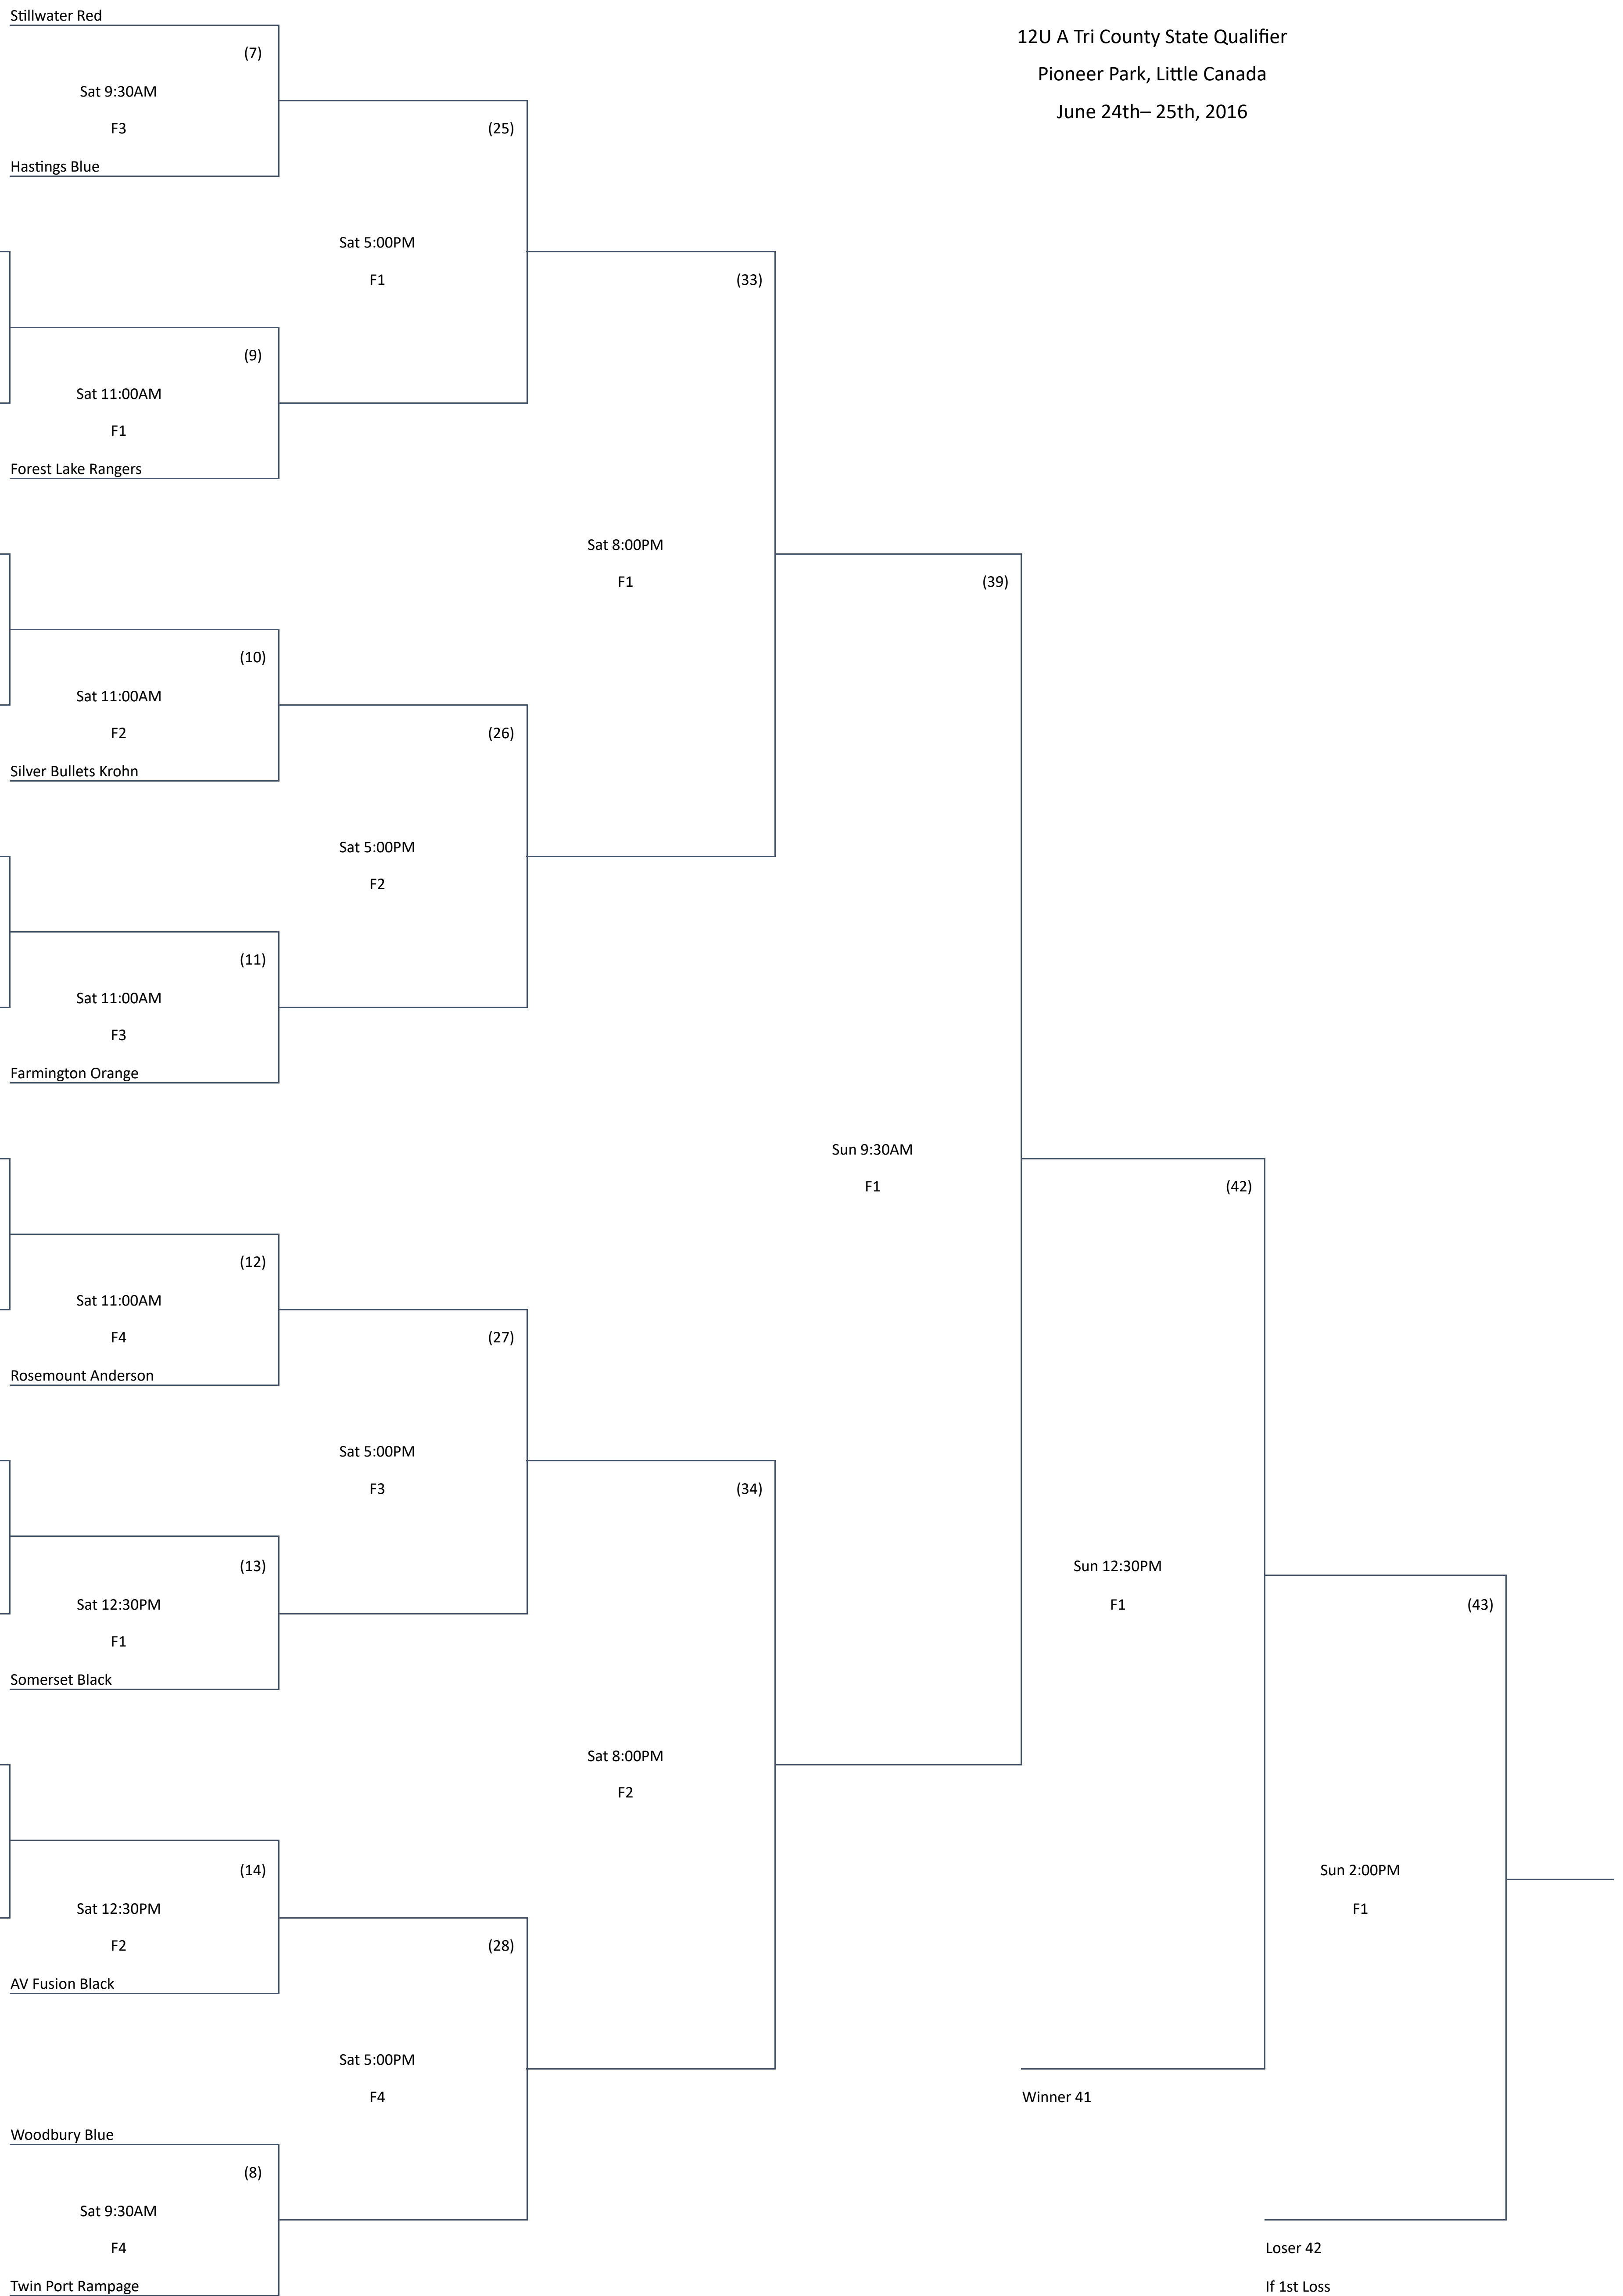 Stillwater Red
(7)
Sat 9:30AM
F3
Hastings Blue
12U A Tri County State Qualifier
Pioneer Park, Little Canada
June 24th– 25th, 2016
(25)
Sat 5:00PM
F1
(9)
Sat 11:00AM
F1
Forest Lake Rangers
(33)
Sat 8:00PM
F1
(10)
Sat 11:00AM
F2
Silver Bullets Krohn
(26)
Sat 5:00PM
F2
(11)
Sat 11:00AM
F3
Farmington Orange
(39)
Sun 9:30AM
F1
(12)
Sat 11:00AM
F4
Rosemount Anderson
(27)
Sat 5:00PM
F3
(13)
Sat 12:30PM
F1
Somerset Black
(34)
Sat 8:00PM
F2
(14)
Sat 12:30PM
F2
AV Fusion Black
(28)
Sat 5:00PM
F4
Woodbury Blue
(8)
Sat 9:30AM
F4
Twin Port Rampage
(42)
Sun 12:30PM
F1
Winner 41
(43)
Sun 2:00PM
F1
Loser 42
If 1st Loss